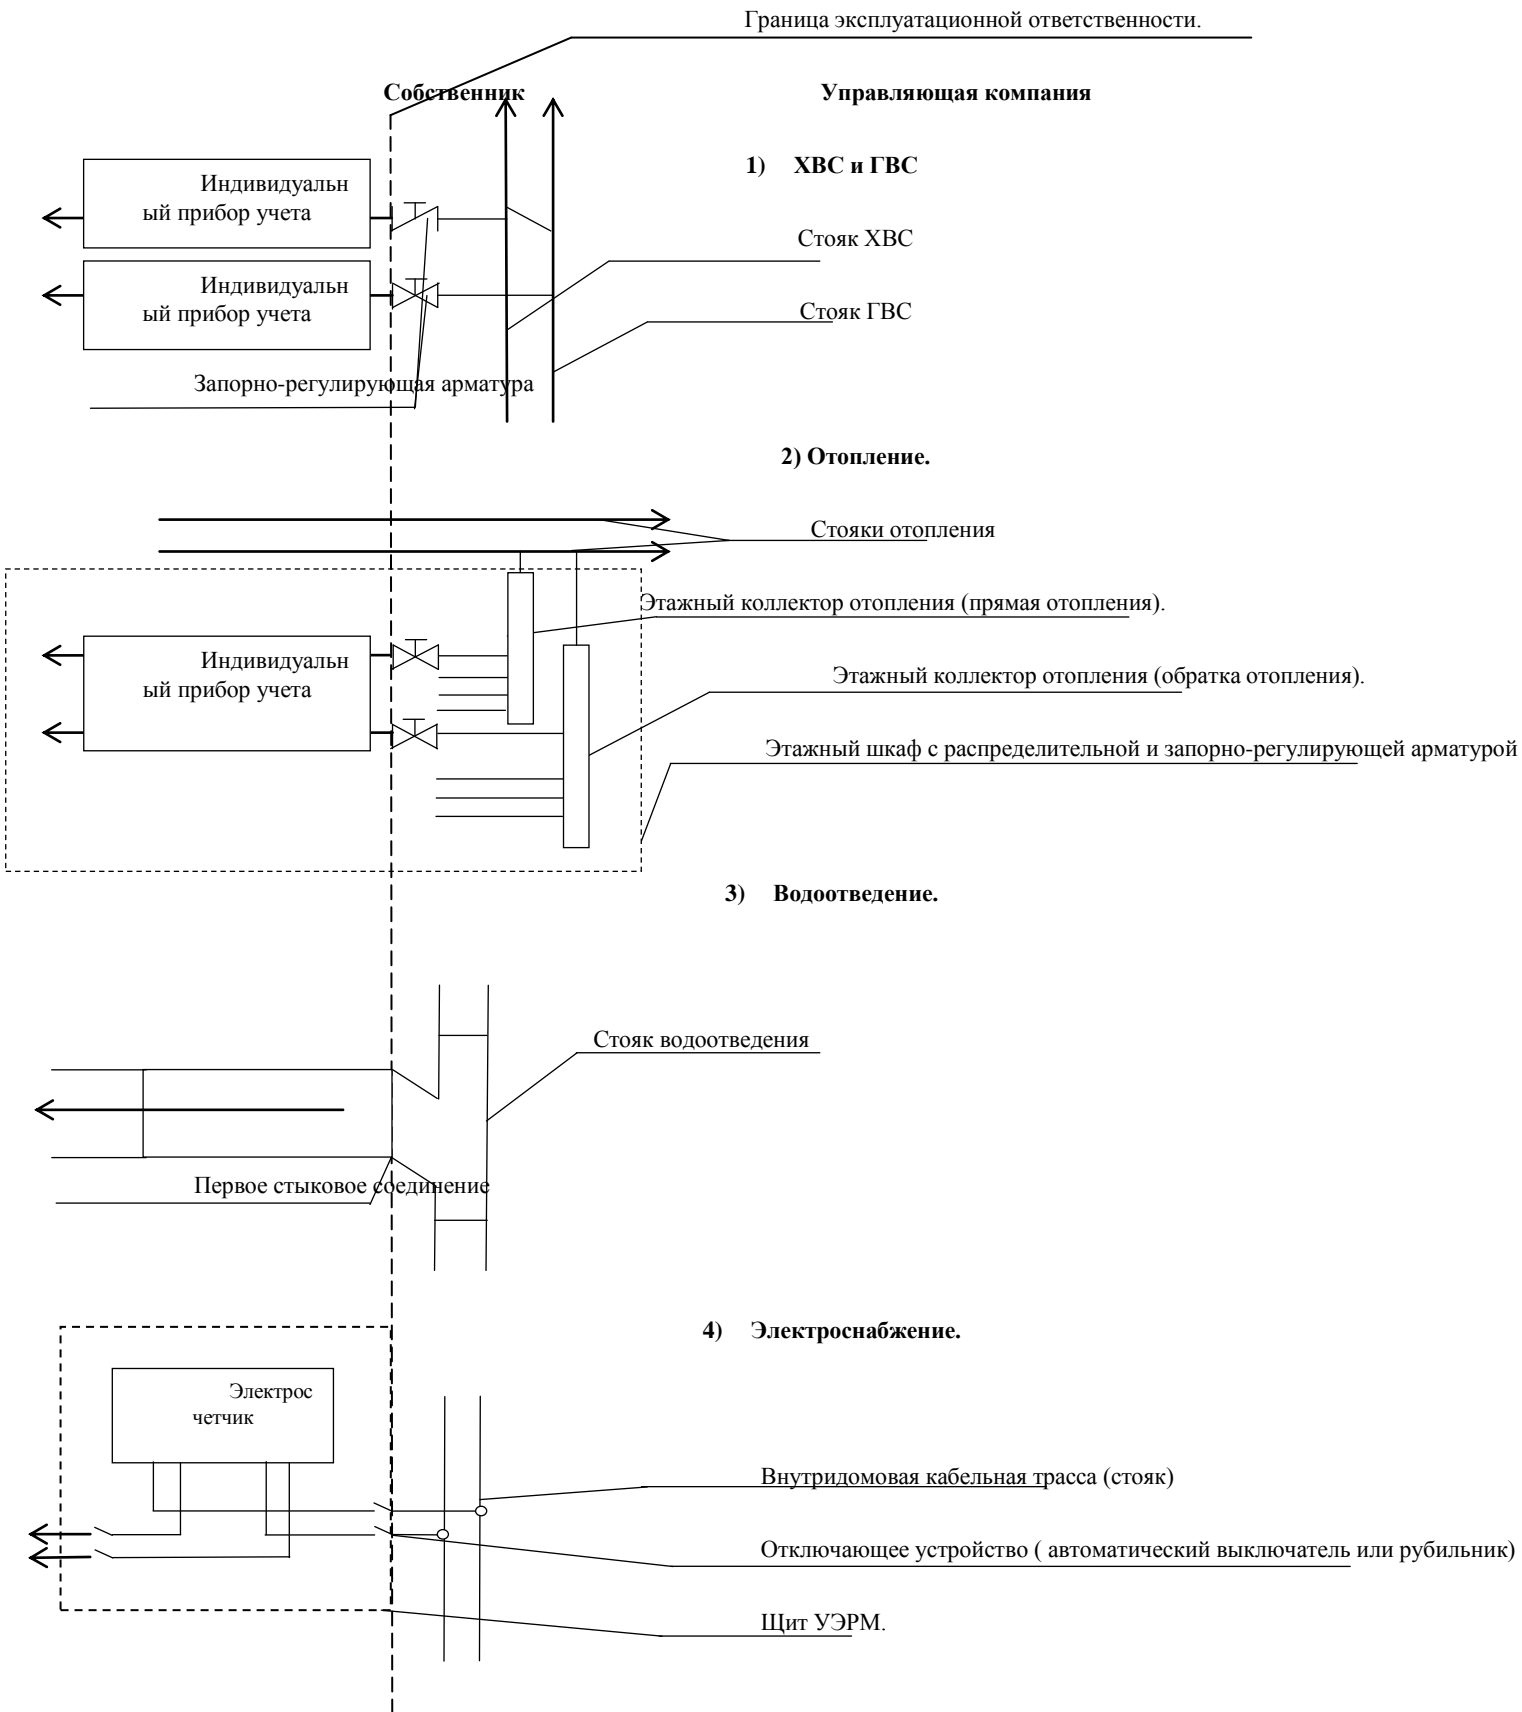 Граница эксплуатационной ответственности.
Собственник
Управляющая компания
1) ХВС и ГВС
Индивидуальн
ый прибор учета
Стояк ХВС
Индивидуальн
ый прибор учета
Стояк ГВС
Запорно-регулирующая арматура
2) Отопление.
Стояки отопления
Этажный коллектор отопления (прямая отопления).
Индивидуальн
ый прибор учета
Этажный коллектор отопления (обратка отопления).
Этажный шкаф с распределительной и запорно-регулирующей арматурой
3) Водоотведение.
Стояк водоотведения
Первое стыковое соединение
4) Электроснабжение.
Электрос
четчик
Внутридомовая кабельная трасса (стояк)
Отключающее устройство ( автоматический выключатель или рубильник)
Щит УЭРМ.